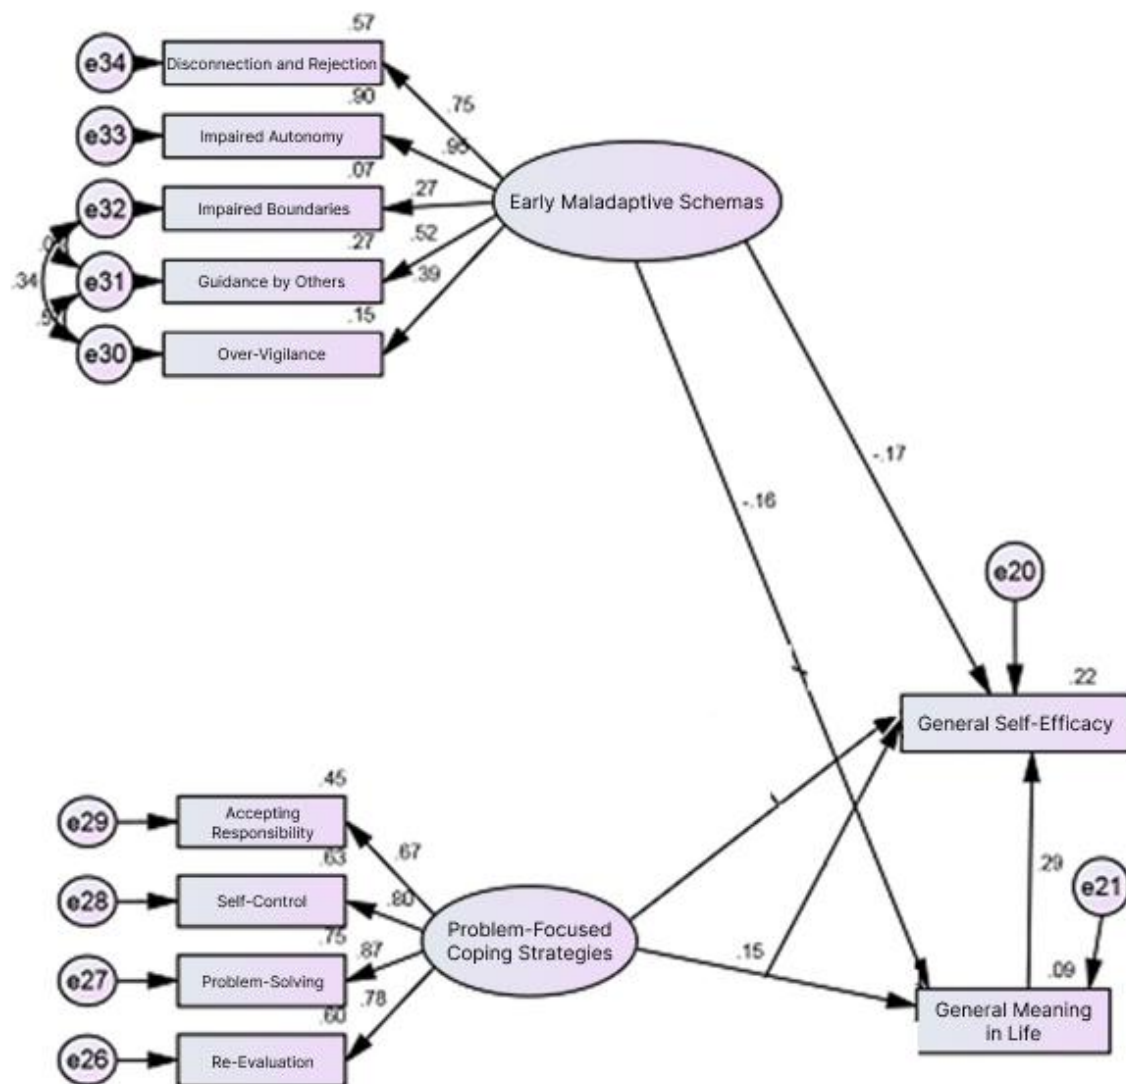 .57
e34
Disconnection and Rejection
.75
.90
e33
Impaired Autonomy
.95
.07
e32
Impaired Boundaries
.27
Early Maladaptive Schemas
.27
.52
e31
Guidance by Others
.34
.39
.15
e30
Over-Vigilance
-.17
-.16
e20
.22
General Self-Efficacy
.45
e29
Accepting
Responsibility
.67
.63
e28
Self-Control
.80
.75
.87
e27
Problem-Solving
.78
.60
e26
Re-Evaluation
Problem-Focused
Coping Strategies
.15
.29
e21
.09
General Meaning
in Life